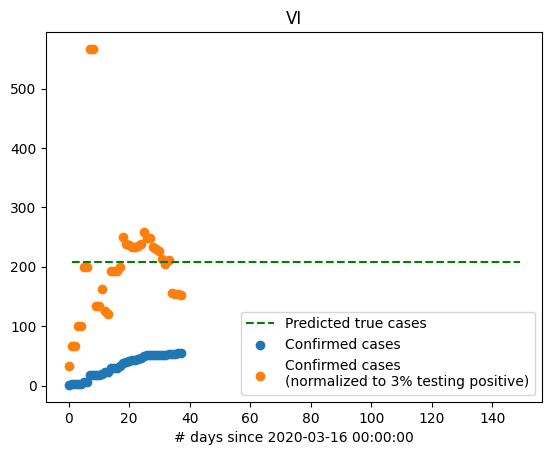 VI
500
400
300
200
100
0
Predicted true cases
Confirmed cases
Confirmed cases
(normalized to 3% testing positive)
0 20 40 60 80 100 120 140
# days since 2020-03-16 00:00:00